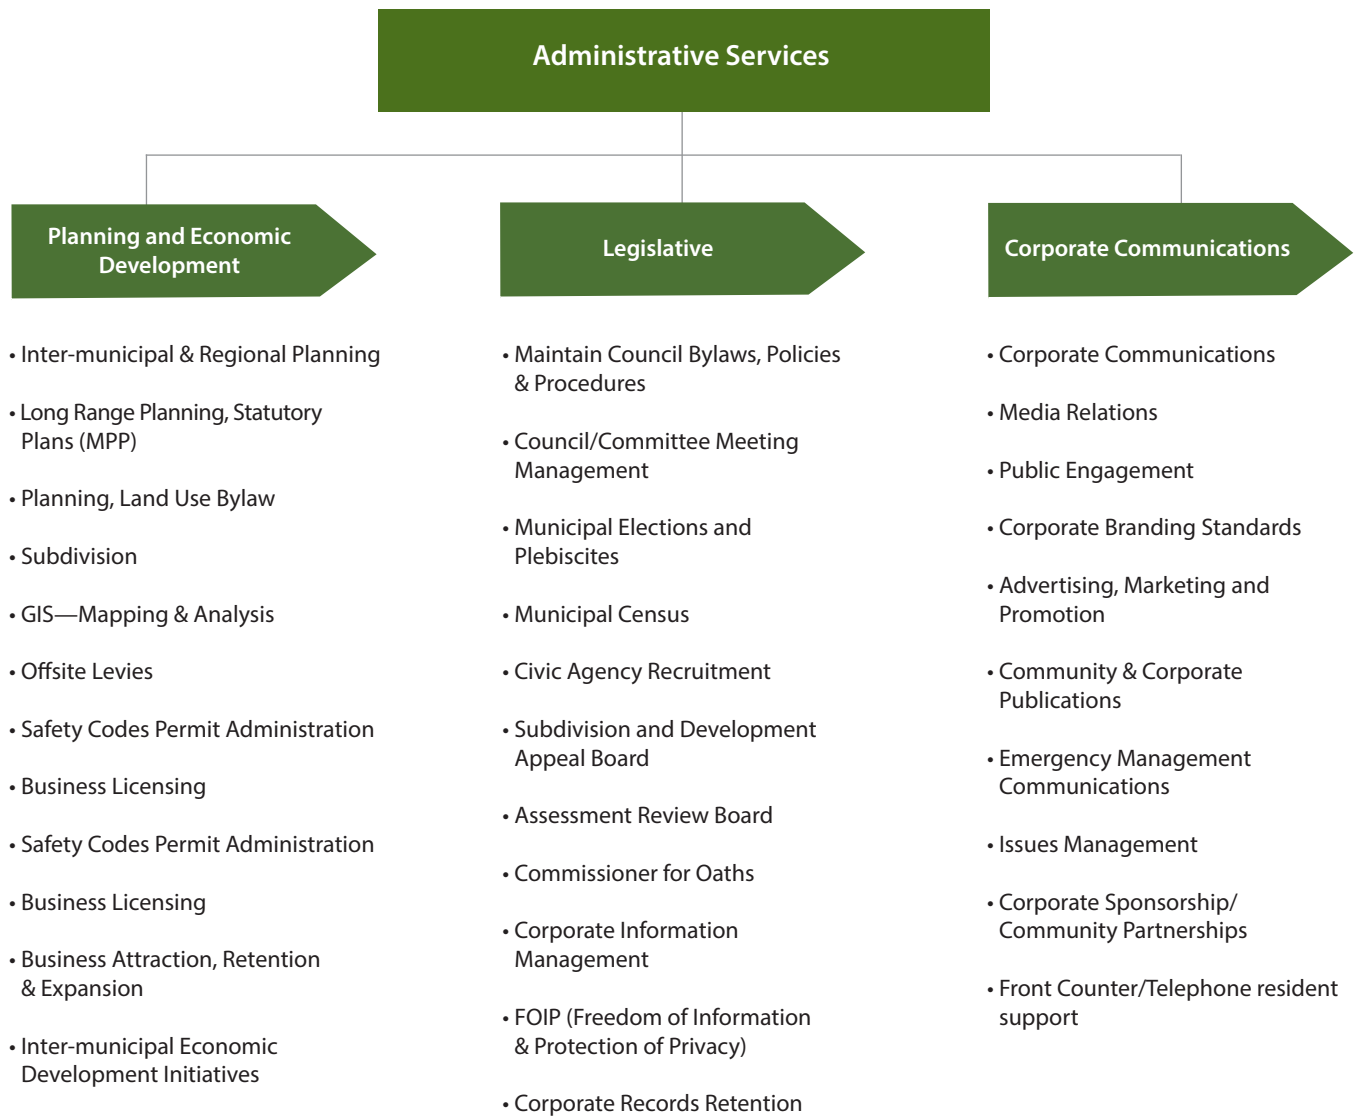 Administrative Services
Planning and Economic
Development
• Inter-municipal & Regional Planning
• Long Range Planning, Statutory
Plans (MPP)
• Planning, Land Use Bylaw
• Subdivision
• GIS—Mapping & Analysis
• Offsite Levies
• Safety Codes Permit Administration
• Business Licensing
• Safety Codes Permit Administration
• Business Licensing
• Business Attraction, Retention
& Expansion
• Inter-municipal Economic
Development Initiatives
Legislative
• Maintain Council Bylaws, Policies
& Procedures
• Council/Committee Meeting
Management
• Municipal Elections and
Plebiscites
• Municipal Census
• Civic Agency Recruitment
• Subdivision and Development
Appeal Board
• Assessment Review Board
• Commissioner for Oaths
• Corporate Information
Management
• FOIP (Freedom of Information
& Protection of Privacy)
• Corporate Records Retention
Corporate Communications
• Corporate Communications
• Media Relations
• Public Engagement
• Corporate Branding Standards
• Advertising, Marketing and
Promotion
• Community & Corporate
Publications
• Emergency Management
Communications
• Issues Management
• Corporate Sponsorship/
Community Partnerships
• Front Counter/Telephone resident
support